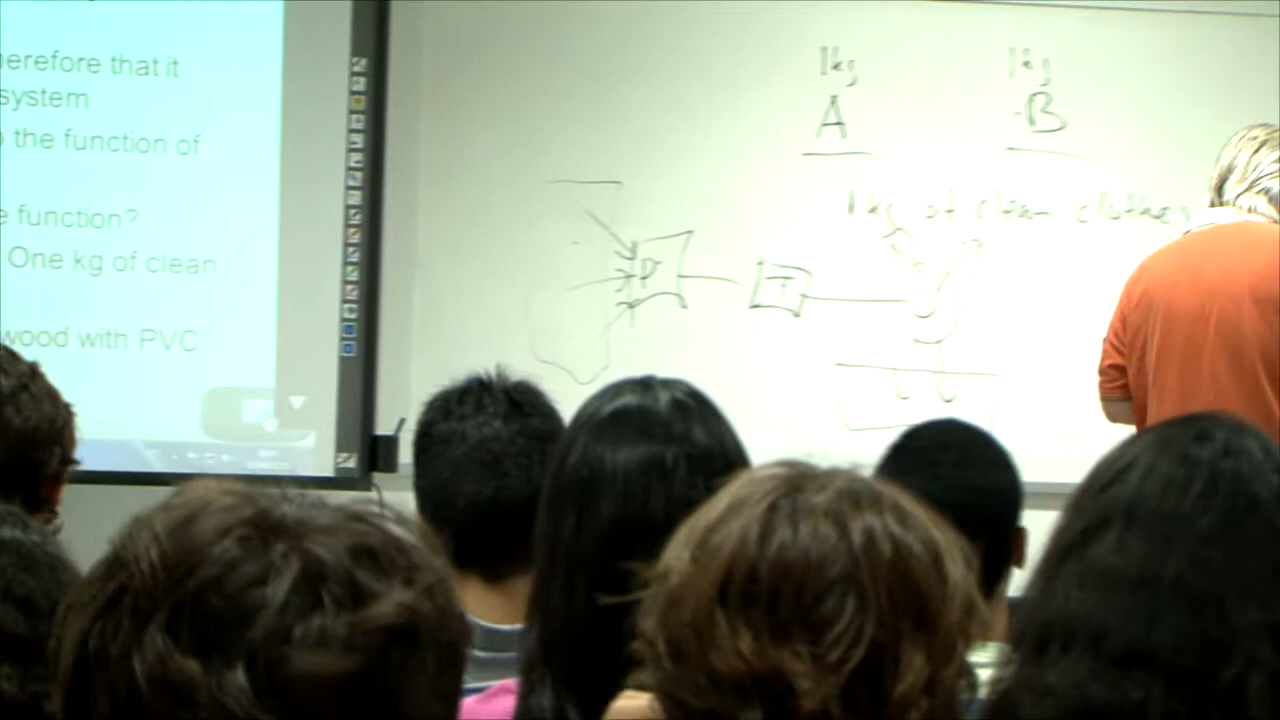 erefore that it
system
the function of
function?
One kg of clean
wood with PVC
1kg 1kg
A B
1kg of clean clothes
P T